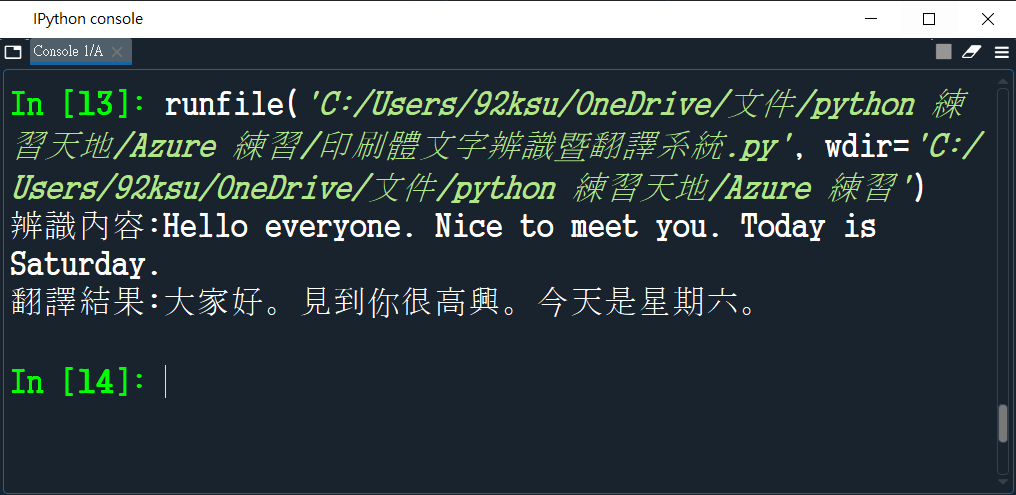 IPython console
Console 1/A
In [13]: runfile('C:/Users/92ksu/OneDrive/文件/python 練
習天地/Azure 練習/印刷體文字辨識暨翻譯系統.py', wdir='C:/
Users/92ksu/OneDrive/文件/python 練習天地/Azure 練習')
辨識內容:Hello everyone. Nice to meet you. Today is
Saturday.
翻譯結果:大家好。見到你很高興。今天是星期六。
In [14]: